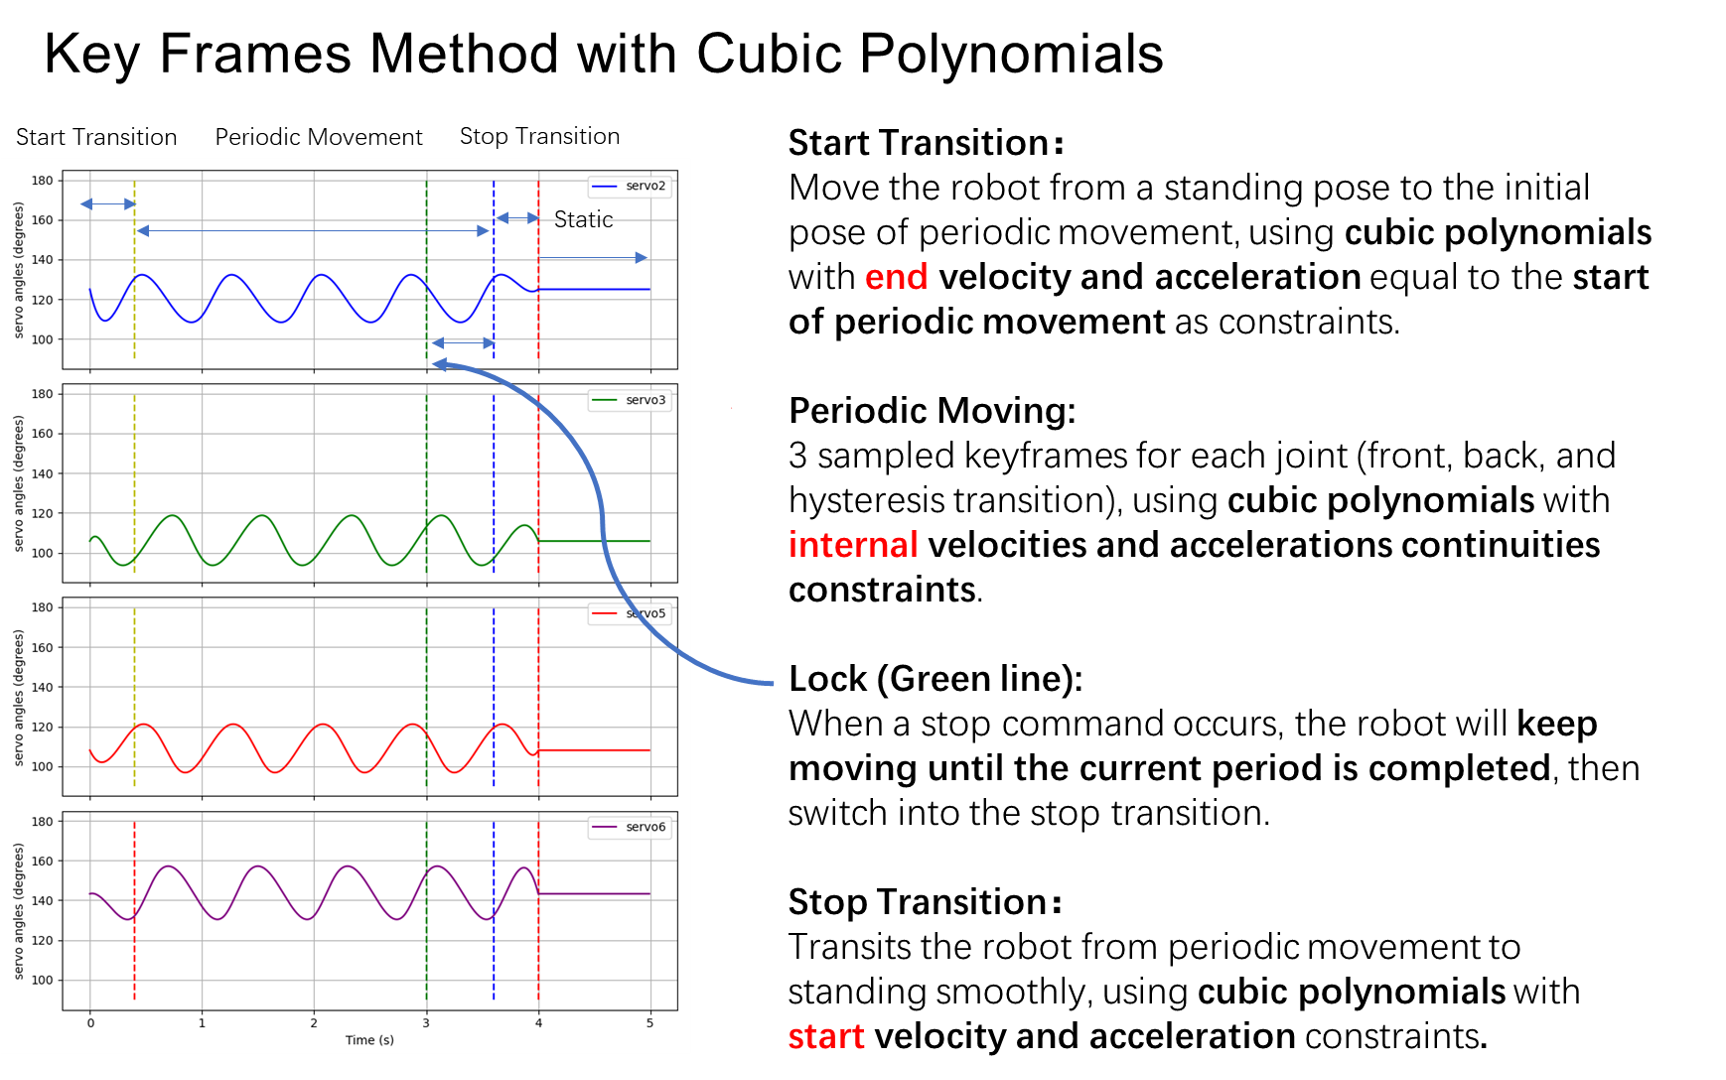 Key Frames Method with Cubic Polynomials
Start Transition
Periodic Movement
Stop Transition
servo angles (degrees)
180
160
140
120
100
servo2
Static
servo angles (degrees)
180
160
140
120
100
servo3
servo angles (degrees)
180
160
140
120
100
servo5
servo angles (degrees)
180
160
140
120
100
servo6
0 1 2 3 4 5
Time (s)
Start Transition：
Move the robot from a standing pose to the initial
pose of periodic movement, using cubic polynomials
with end velocity and acceleration equal to the start
of periodic movement as constraints.
Periodic Moving:
3 sampled keyframes for each joint (front, back, and
hysteresis transition), using cubic polynomials with
internal velocities and accelerations continuities
constraints.
Lock (Green line):
When a stop command occurs, the robot will keep
moving until the current period is completed, then
switch into the stop transition.
Stop Transition：
Transits the robot from periodic movement to
standing smoothly, using cubic polynomials with
start velocity and acceleration constraints.